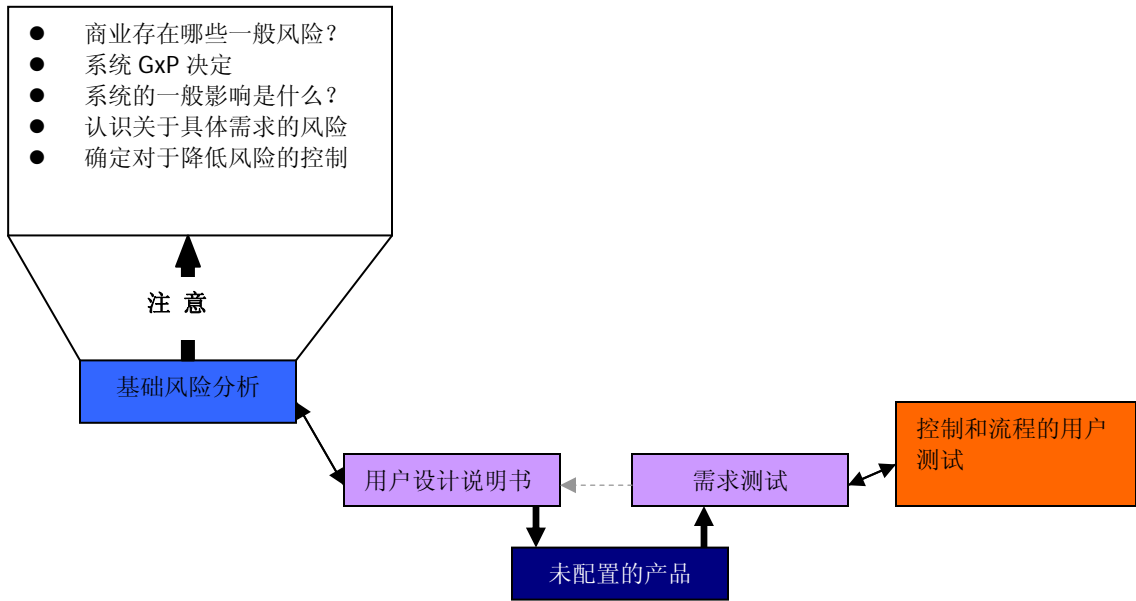 ● 商业存在哪些一般风险？
● 系统 GxP 决定
● 系统的一般影响是什么？
● 认识关于具体需求的风险
● 确定对于降低风险的控制
注 意
基础风险分析
控制和流程的用户
测试
用户设计说明书
需求测试
未配置的产品